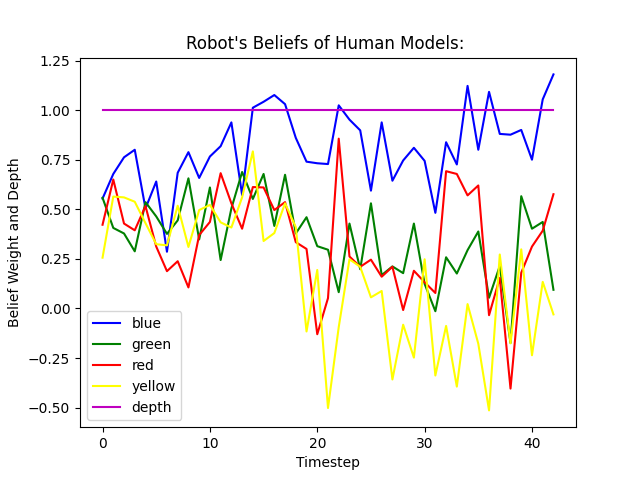 Robot's Beliefs of Human Models:
Belief Weight and Depth
1.25
1.00
0.75
0.50
0.25
0.00
−0.25
−0.50
blue
green
red
yellow
depth
0 10 20 30 40
Timestep